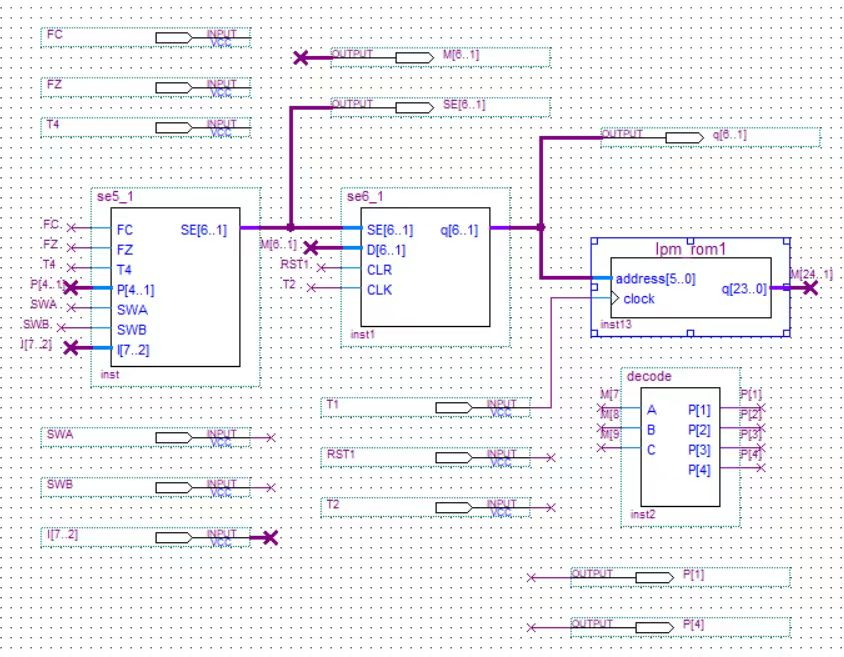 FC INPUT VCC
OUTPUT M[6..1]
FZ INPUT VCC
OUTPUT SE[6..1]
T4 INPUT VCC
OUTPUT q[6..1]
se5_1
FC SE[6..1]
FZ
T4
P[4..1]
SWA
SWB
I[7..2]
inst
FC
FZ
T4
P[4..1]
SWA
SWB
I[7..2]
se6_1
SE[6..1] q[6..1]
D[6..1]
CLR
CLK
inst1
M[6..1]
RST1
T2
lpm_rom1
address[5..0]
q[23..0]
clock
inst13
M[24..1]
decode
A P[1]
B P[2]
C P[3]
P[4]
inst2
M[7
M[8
M[9
P[1]
P[2]
P[3]
P[4]
T1 INPUT VCC
SWA INPUT VCC
RST1 INPUT VCC
SWB INPUT VCC
T2 INPUT VCC
I[7..2] INPUT VCC
OUTPUT P[1]
OUTPUT P[4]